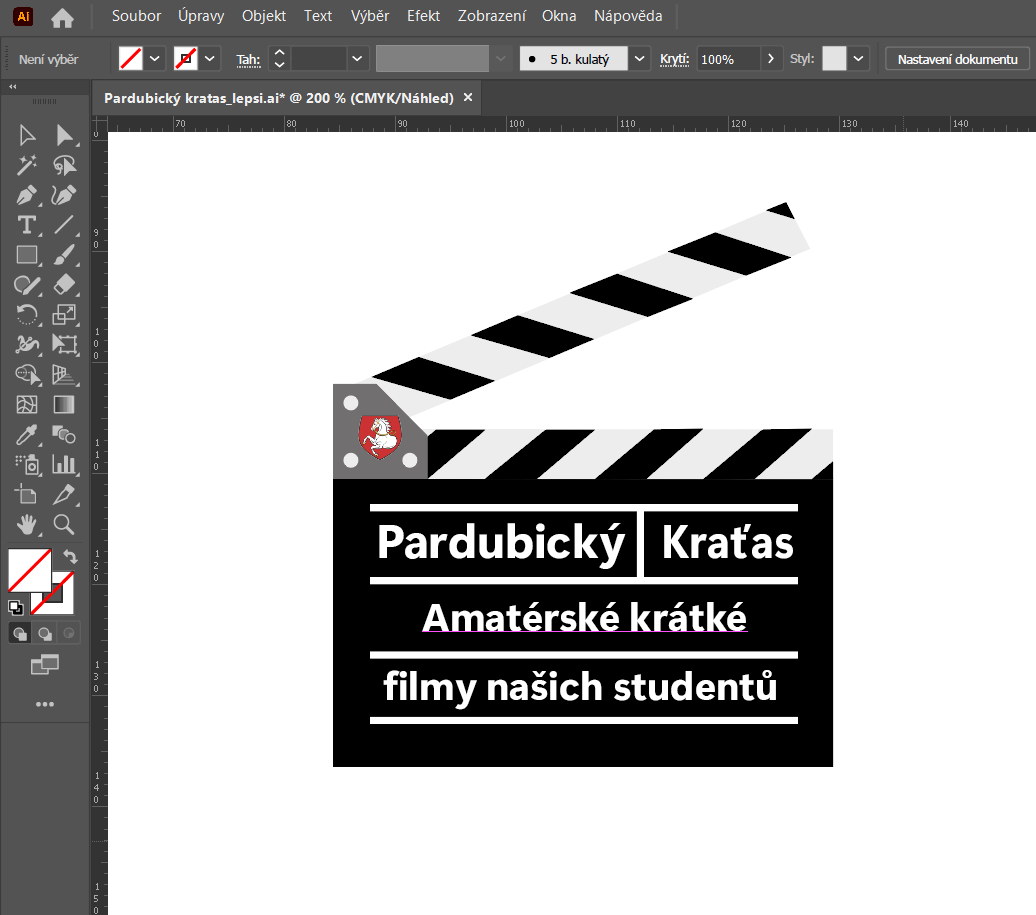 Ai Soubor Úpravy Objekt Text Výběr Efekt Zobrazení Okna Nápověda
Není výběr Tah: 5 b. kulatý Krytí: 100% Styl: Nastavení dokumentu
Pardubický kratas_lepsi.ai* @ 200 % (CMYK/Náhled) ×
70 80 90 100 110 120 130 140
0
90
100
110
120
130
140
150
Pardubický Kraťas
Amatérské krátké
filmy našich studentů